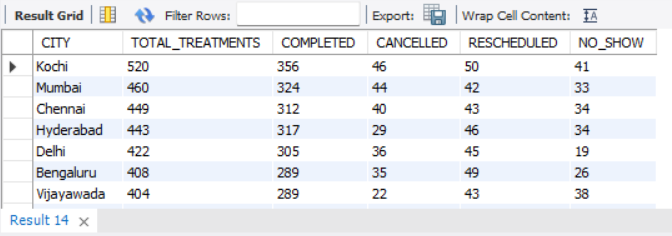 Result Grid Filter Rows: Export: Wrap Cell Content: IA
CITY TOTAL_TREATMENTS COMPLETED CANCELLED RESCHEDULED NO_SHOW
Kochi 520 356 46 50 41
Mumbai 460 324 44 42 33
Chennai 449 312 40 43 34
Hyderabad 443 317 29 46 34
Delhi 422 305 36 45 19
Bengaluru 408 289 35 49 26
Vijayawada 404 289 22 43 38
Result 14 ×